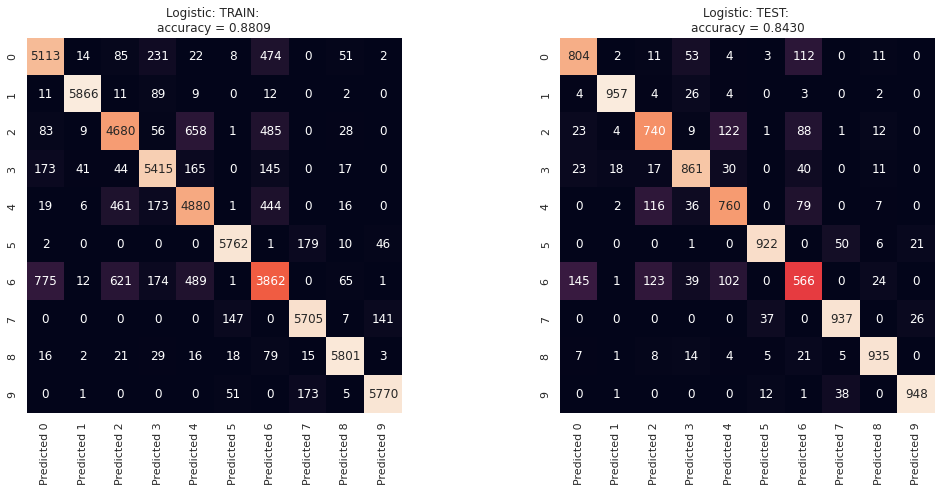 Logistic: TRAIN:
accuracy = 0.8809
0 5113 14 85 231 22 8 474 0 51 2
1 11 5866 11 89 9 0 12 0 2 0
2 83 9 4680 56 658 1 485 0 28 0
3 173 41 44 5415 165 0 145 0 17 0
4 19 6 461 173 4880 1 444 0 16 0
5 2 0 0 0 0 5762 1 179 10 46
6 775 12 621 174 489 1 3862 0 65 1
7 0 0 0 0 0 147 0 5705 7 141
8 16 2 21 29 16 18 79 15 5801 3
9 0 1 0 0 0 51 0 173 5 5770
Predicted 0 Predicted 1 Predicted 2 Predicted 3 Predicted 4 Predicted 5 Predicted 6 Predicted 7 Predicted 8 Predicted 9
Logistic: TEST:
accuracy = 0.8430
0 804 2 11 53 4 3 112 0 11 0
1 4 957 4 26 4 0 3 0 2 0
2 23 4 740 9 122 1 88 1 12 0
3 23 18 17 861 30 0 40 0 11 0
4 0 2 116 36 760 0 79 0 7 0
5 0 0 0 1 0 922 0 50 6 21
6 145 1 123 39 102 0 566 0 24 0
7 0 0 0 0 0 37 0 937 0 26
8 7 1 8 14 4 5 21 5 935 0
9 0 1 0 0 0 12 1 38 0 948
Predicted 0 Predicted 1 Predicted 2 Predicted 3 Predicted 4 Predicted 5 Predicted 6 Predicted 7 Predicted 8 Predicted 9